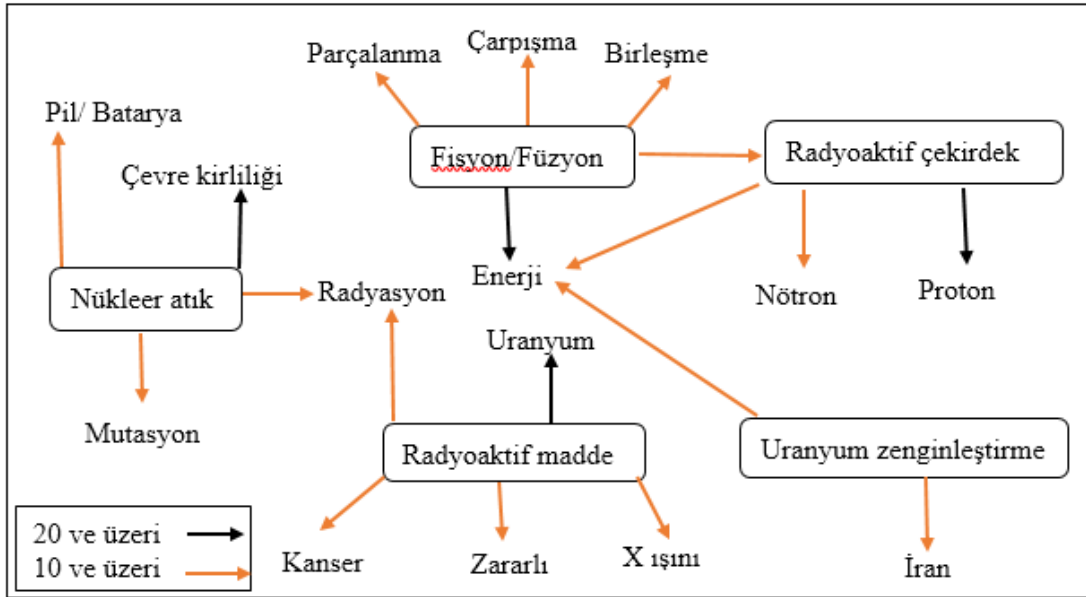 Parçalanma
Çarpışma
Birleşme
Pil/ Batarya
Fisyon/Füzyon
Radyoaktif çekirdek
Çevre kirliliği
Nükleer atık
Radyasyon
Enerji
Nötron
Proton
Uranyum
Mutasyon
Radyoaktif madde
Uranyum zenginleştirme
20 ve üzeri
10 ve üzeri
Kanser
Zararlı
X ışını
İran